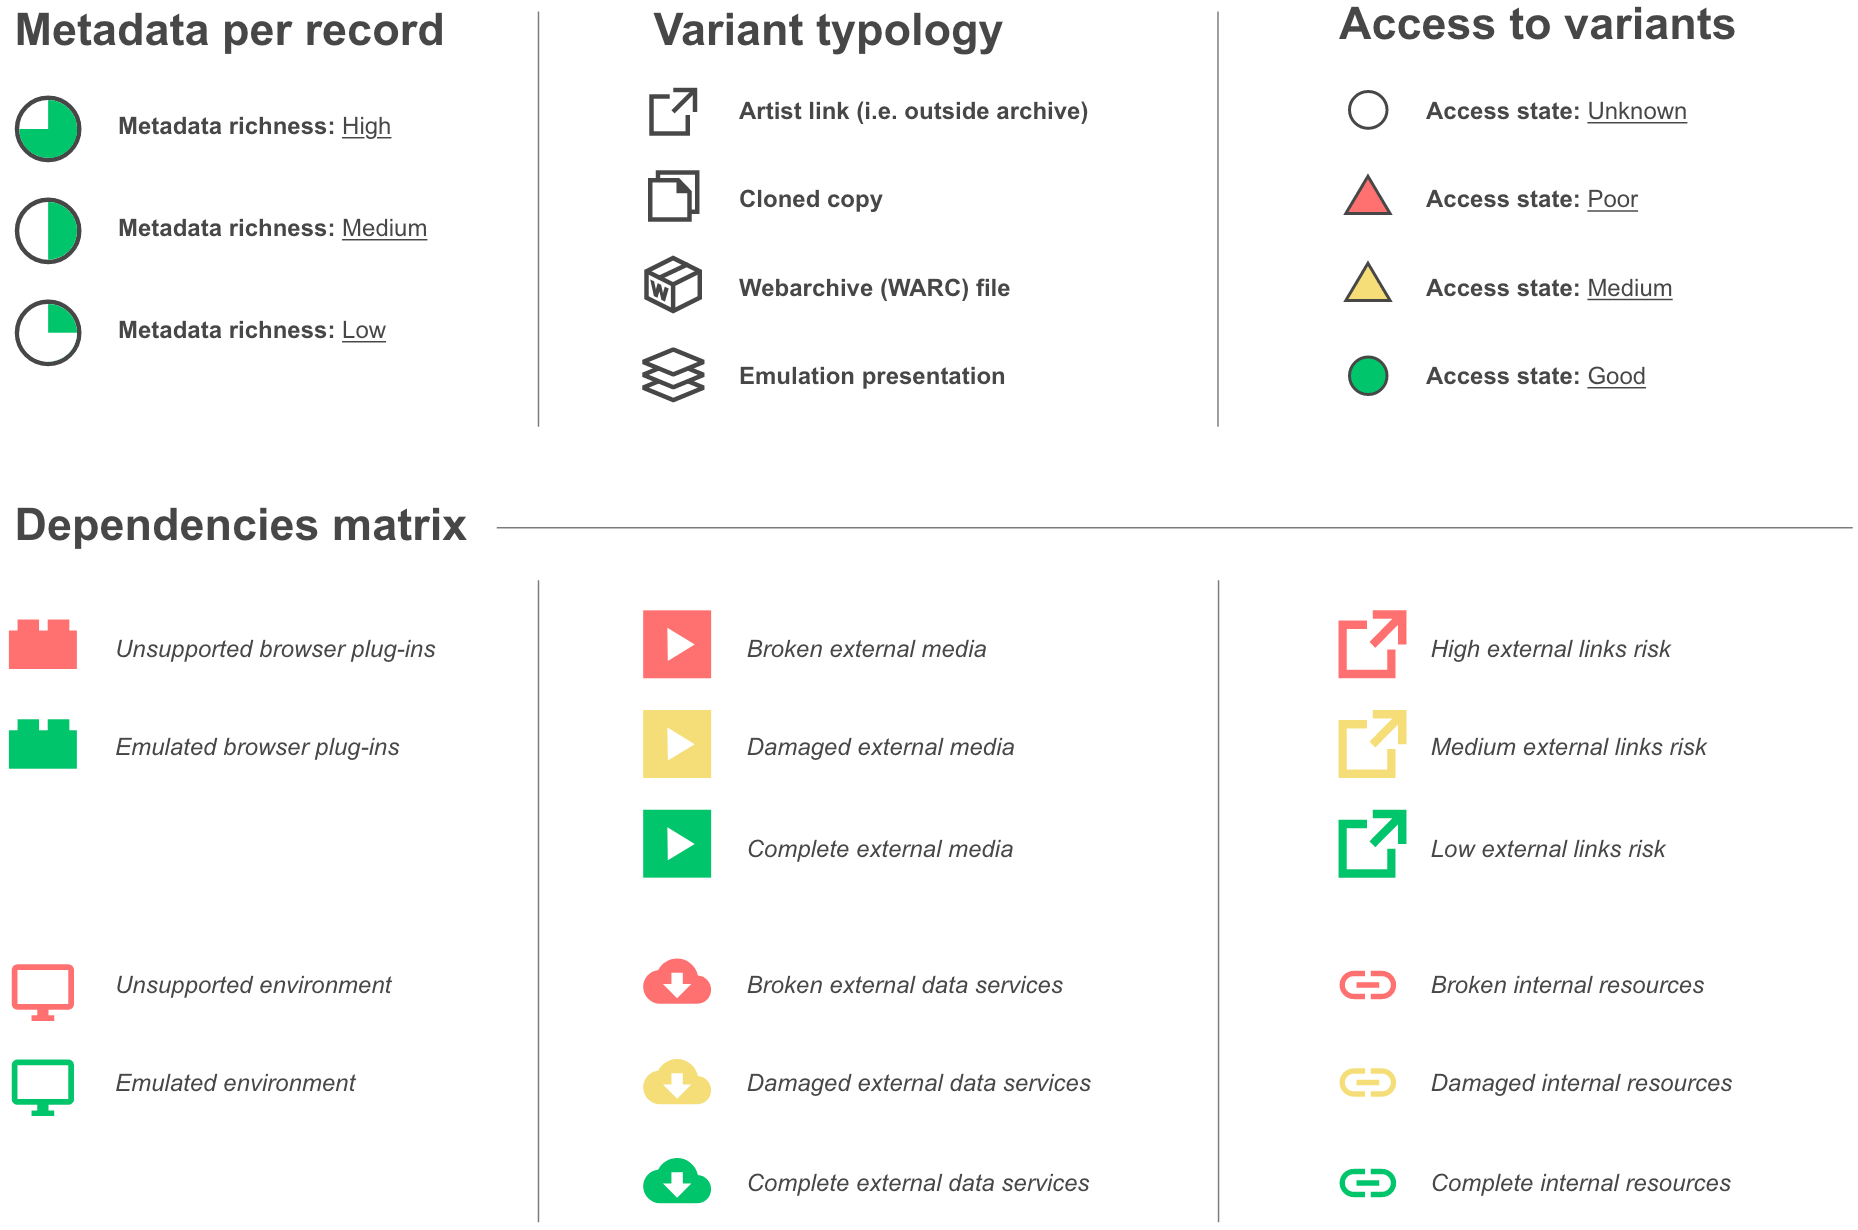 Metadata per record
Metadata richness: High
Metadata richness: Medium
Metadata richness: Low
Variant typology
Artist link (i.e. outside archive)
Cloned copy
W
Webarchive (WARC) file
Emulation presentation
Access to variants
Access state: Unknown
Access state: Poor
Access state: Medium
Access state: Good
Dependencies matrix
Unsupported browser plug-ins
Emulated browser plug-ins
Unsupported environment
Emulated environment
Broken external media
Damaged external media
Complete external media
Broken external data services
Damaged external data services
Complete external data services
High external links risk
Medium external links risk
Low external links risk
Broken internal resources
Damaged internal resources
Complete internal resources